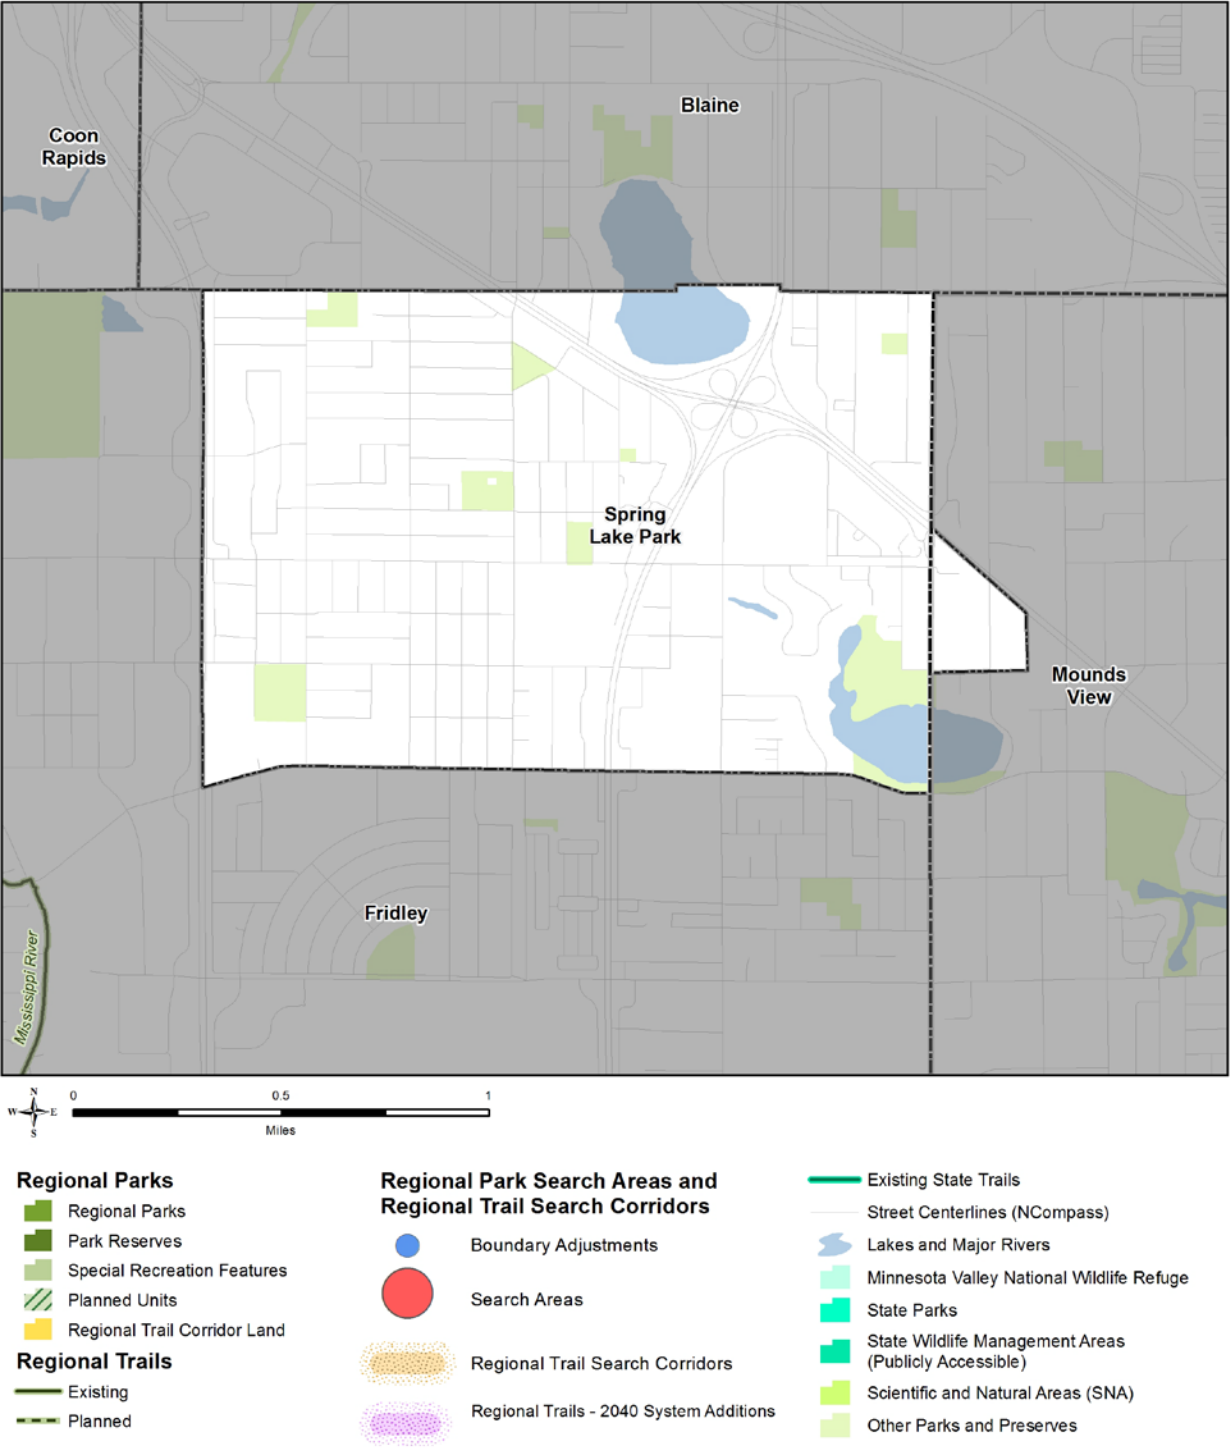 Blaine
Coon
Rapids
Spring
Lake Park
Mounds
View
Fridley
Mississippi River
N
W E
S
0 0.5 1
Miles
Regional Parks
Regional Parks
Park Reserves
Special Recreation Features
Planned Units
Regional Trail Corridor Land
Regional Trails
Existing
Planned
Regional Park Search Areas and
Regional Trail Search Corridors
Boundary Adjustments
Search Areas
Regional Trail Search Corridors
Regional Trails - 2040 System Additions
Existing State Trails
Street Centerlines (NCompass)
Lakes and Major Rivers
Minnesota Valley National Wildlife Refuge
State Parks
State Wildlife Management Areas
(Publicly Accessible)
Scientific and Natural Areas (SNA)
Other Parks and Preserves